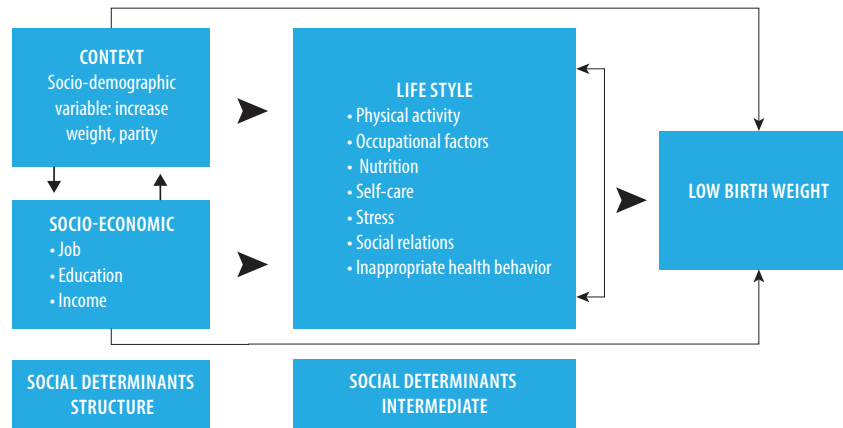 CONTEXT
Socio-demographic
variable: increase
weight, parity
SOCIO-ECONOMIC
• Job
• Education
• Income
LIFE STYLE
• Physical activity
• Occupational factors
• Nutrition
• Self-care
• Stress
• Social relations
• Inappropriate health behavior
LOW BIRTH WEIGHT
SOCIAL DETERMINANTS
STRUCTURE
SOCIAL DETERMINANTS
INTERMEDIATE